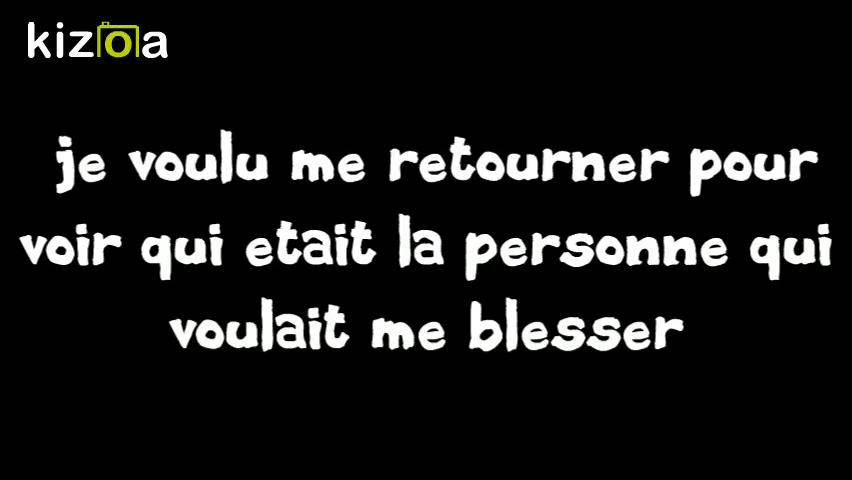 kizoa
je voulu me retourner pour
voir qui etait la personne qui
voulait me blesser